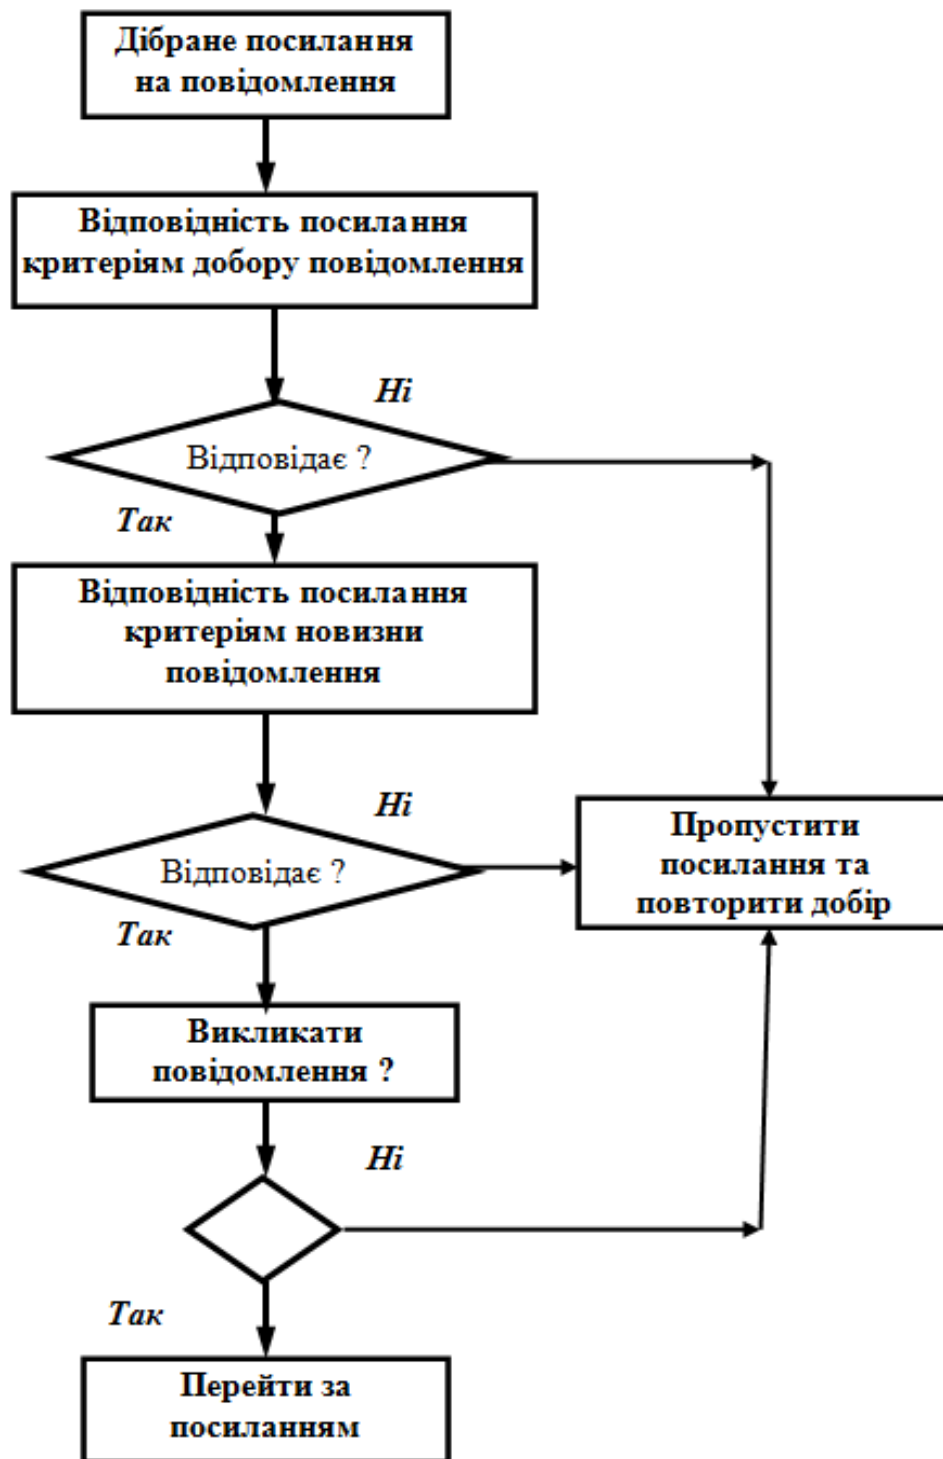 Дібране посилання
на повідомлення
Відповідність посилання
критеріям добору повідомлення
Ні
Відповідає ?
Так
Відповідність посилання
критеріям новизни
повідомлення
Ні
Відповідає ?
Пропустити
посилання та
повторити добір
Так
Викликати
повідомлення ?
Ні
Так
Перейти за
посиланням